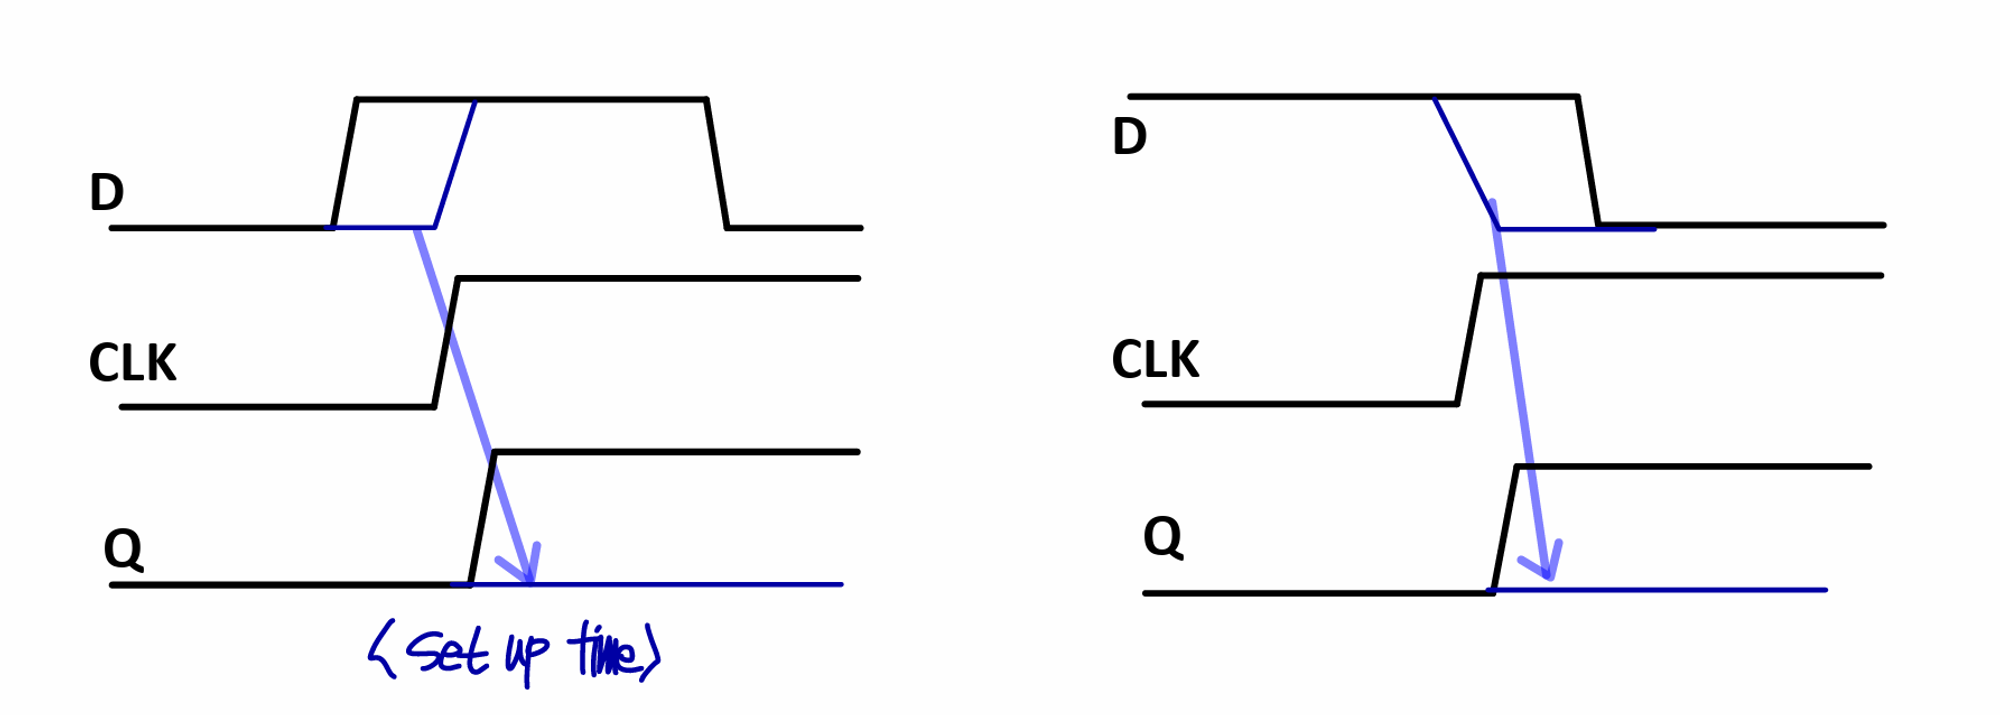 D
CLK
Q
<set up time>
D
CLK
Q